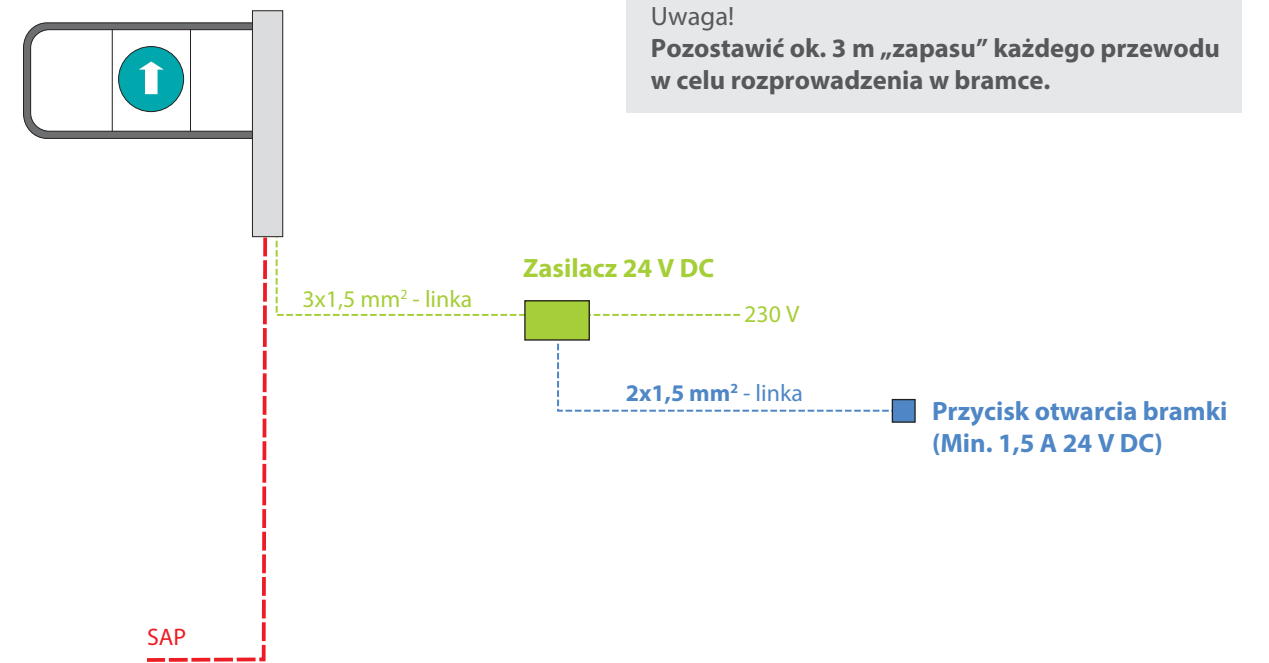 Uwaga!
Pozostawić ok. 3 m „zapasu” każdego przewodu
w celu rozprowadzenia w bramce.
Zasilacz 24 V DC
3x1,5 mm² - linka
230 V
2x1,5 mm² - linka
Przycisk otwarcia bramki
(Min. 1,5 A 24 V DC)
SAP